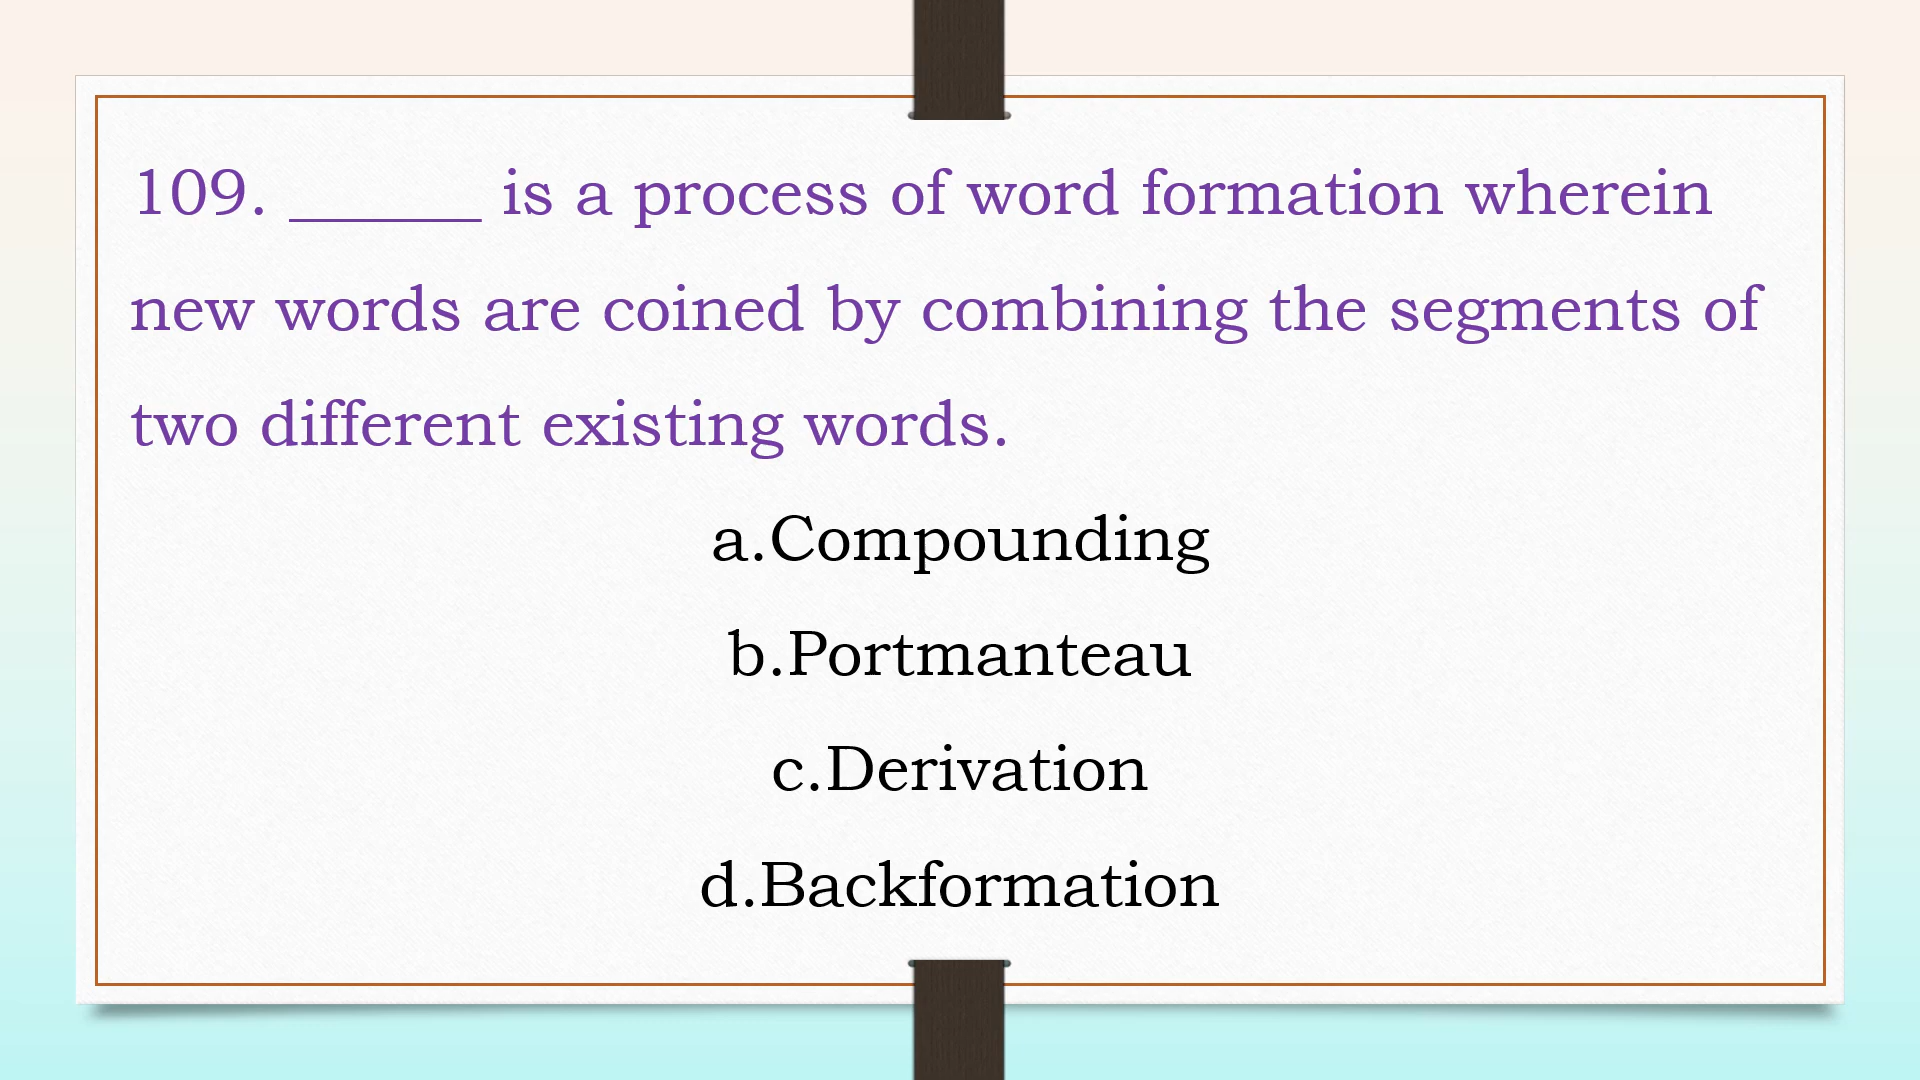 109. ______ is a process of word formation wherein
new words are coined by combining the segments of
two different existing words.
a.Compounding
b.Portmanteau
c.Derivation
d.Backformation